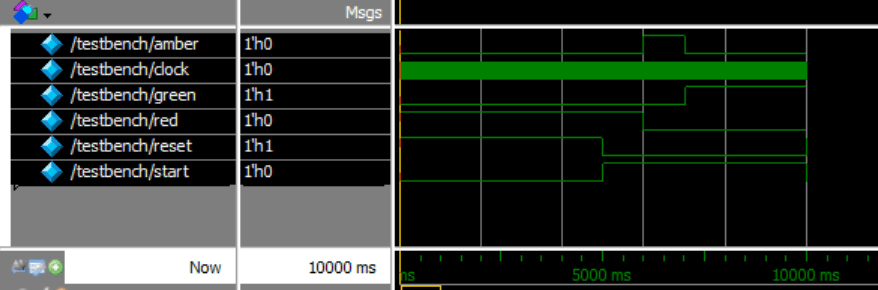 Msgs
/testbench/amber 1'h0
/testbench/clock 1'h0
/testbench/green 1'h1
/testbench/red 1'h0
/testbench/reset 1'h1
/testbench/start 1'h0
Now 10000 ms ns 5000 ms 10000 ms